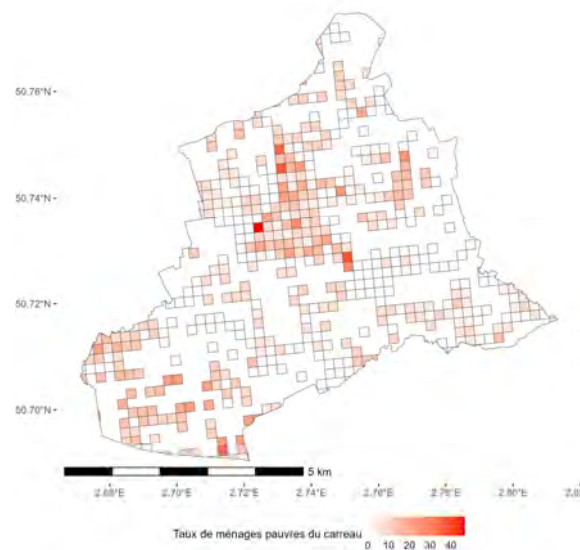 50.76°N
50.74°N
50.72°N
50.70°N
5 km
2.68°E 2.70°E 2.72°E 2.74°E 2.76°E 2.78°E 2.80°E
Taux de ménages pauvres du carreau 0 10 20 30 40